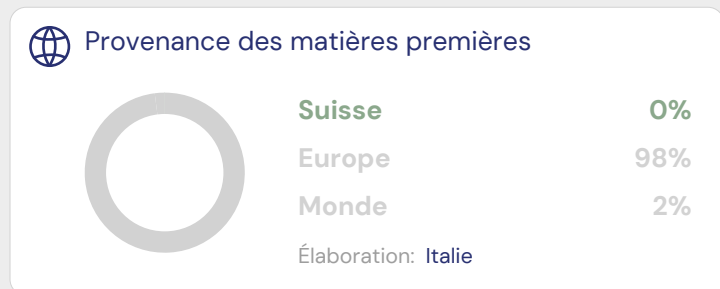 Provenance des matières premières
Suisse 0%
Europe 98%
Monde 2%
Élaboration: Italie